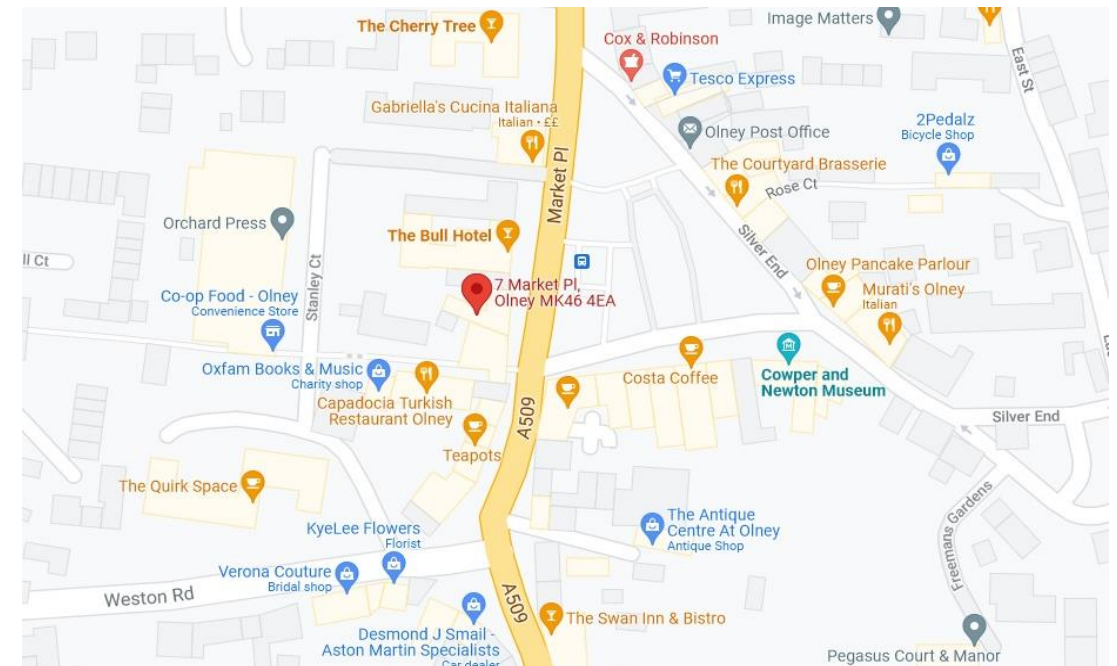 The Cherry Tree
Image Matters
Cox & Robinson
East St
Tesco Express
Gabriella's Cucina Italiana
Italian • ££
2Pedalz
Bicycle Shop
Olney Post Office
The Courtyard Brasserie
Rose Ct
Market Pl
Orchard Press
The Bull Hotel
Silver End
ll Ct
Stanley Ct
7 Market Pl,
Olney MK46 4EA
Olney Pancake Parlour
Murati's Olney
Italian
Co-op Food - Olney
Convenience Store
Oxfam Books & Music
Charity shop
Costa Coffee
Cowper and
Newton Museum
Capadocia Turkish
Restaurant Olney
A509
Silver End
Teapots
The Quirk Space
The Antique
Centre At Olney
Antique Shop
Freemans Gardens
KyeLee Flowers
Florist
Verona Couture
Bridal shop
Weston Rd
A509
The Swan Inn & Bistro
Desmond J Smail -
Aston Martin Specialists
Car dealer
Pegasus Court & Manor